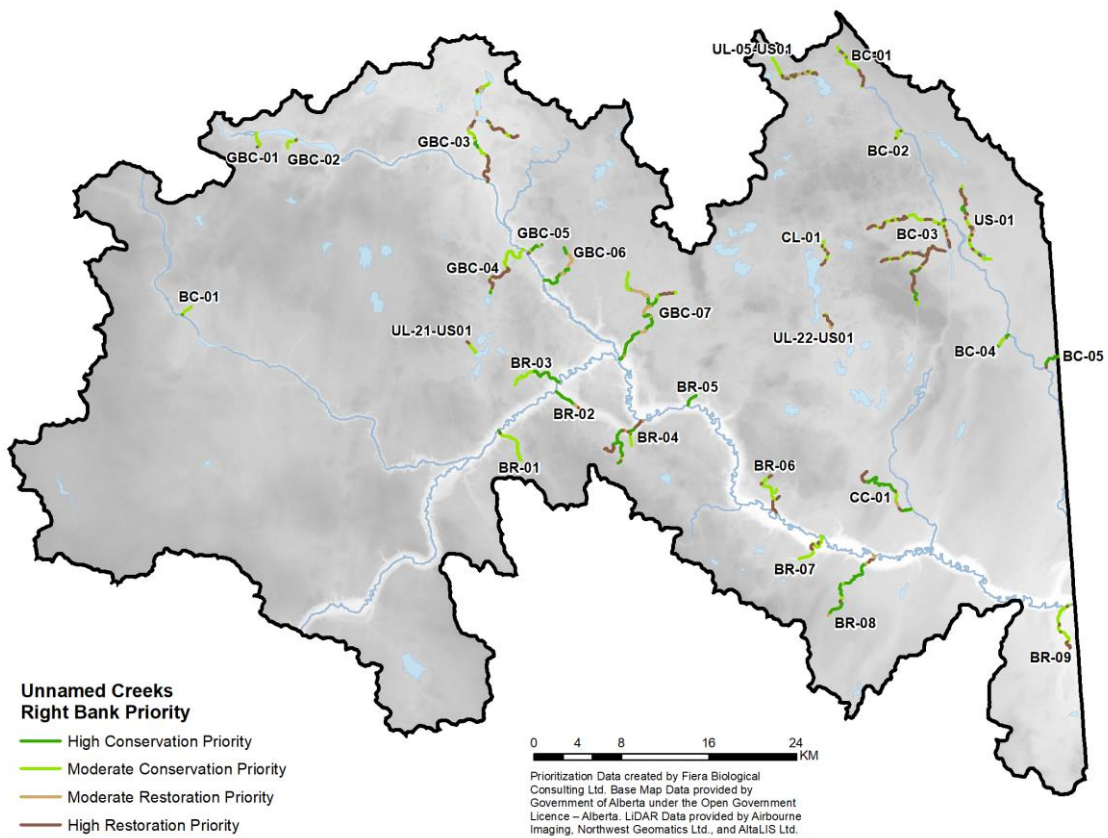 UL-05-US01
BC-01
GBC-03
GBC-01
GBC-02
BC-02
US-01
GBC-05
GBC-06
CL-01
BC-03
GBC-04
BC-01
GBC-07
UL-21-US01
UL-22-US01
BC-04
BC-05
BR-03
BR-05
BR-02
BR-04
BR-01
BR-06
CC-01
BR-07
BR-08
BR-09
Unnamed Creeks
Right Bank Priority
High Conservation Priority
Moderate Conservation Priority
Moderate Restoration Priority
High Restoration Priority
0 4 8 16 24
KM
Prioritization Data created by Fiera Biological
Consulting Ltd. Base Map Data provided by
Government of Alberta under the Open Government
Licence – Alberta. LiDAR Data provided by Airbourne
Imaging, Northwest Geomatics Ltd., and AltaLIS Ltd.